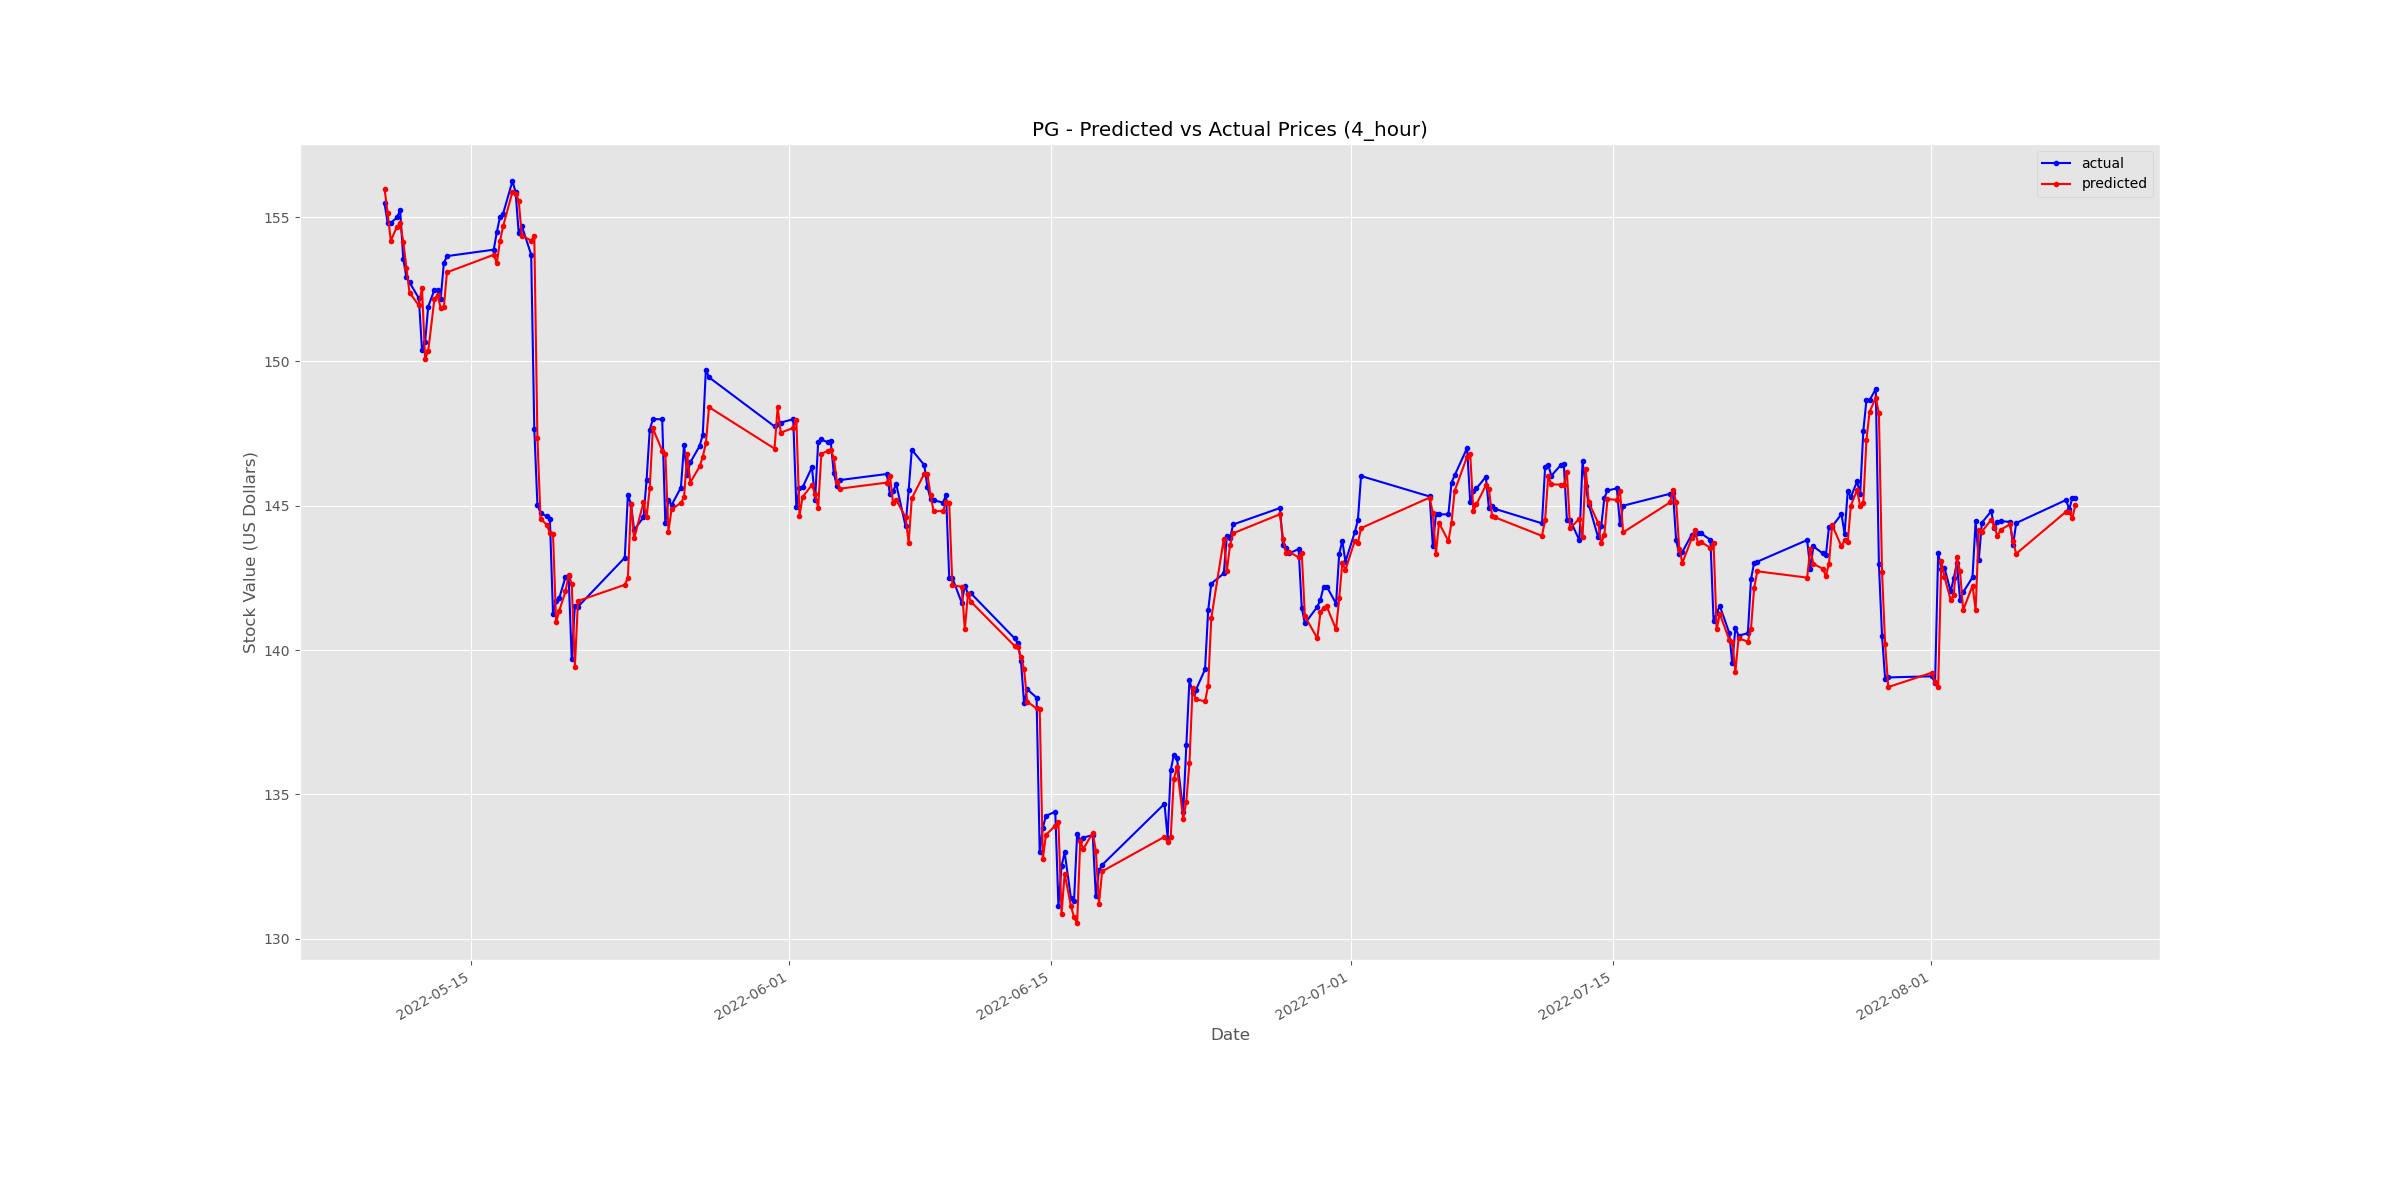 PG - Predicted vs Actual Prices (4_hour)
actual
predicted
155
150
145
140
135
130
Stock Value (US Dollars)
2022-05-15
2022-06-01
2022-06-15
2022-07-01
2022-07-15
2022-08-01
Date